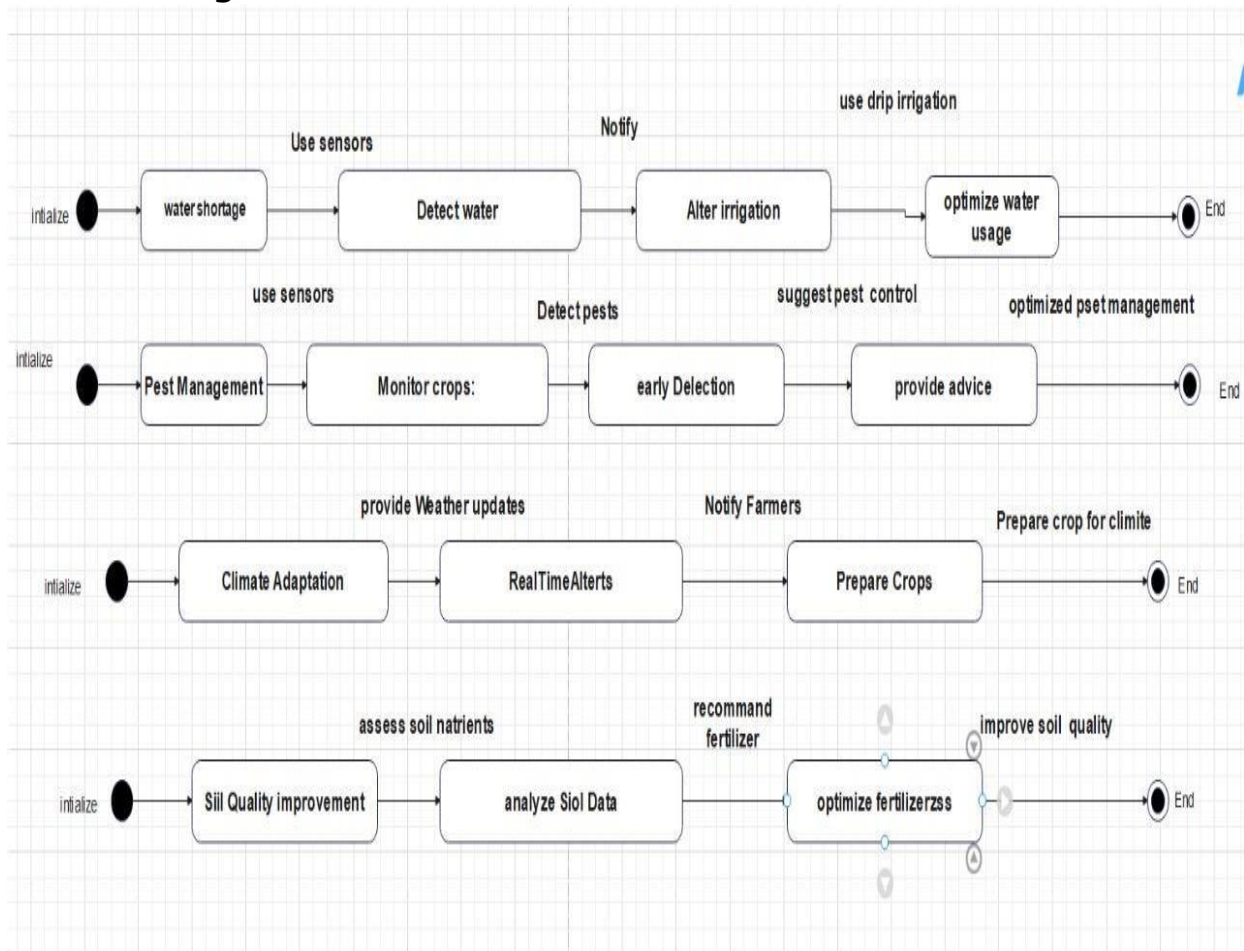 Use sensors
Notify
use drip irrigation
intialize
water shortage
Detect water
Alter irrigation
optimize water
usage
End
use sensors
Detect pests
suggest pest control
optimized pset management
intialize
Pest Management
Monitor crops:
early Delection
provide advice
End
provide Weather updates
Notify Farmers
Prepare crop for climite
intialize
Climate Adaptation
RealTimeAlterts
Prepare Crops
End
assess soil natrients
recommand
fertilizer
improve soil quality
intialize
Siil Quality improvement
analyze Siol Data
optimize fertilizerzss
End